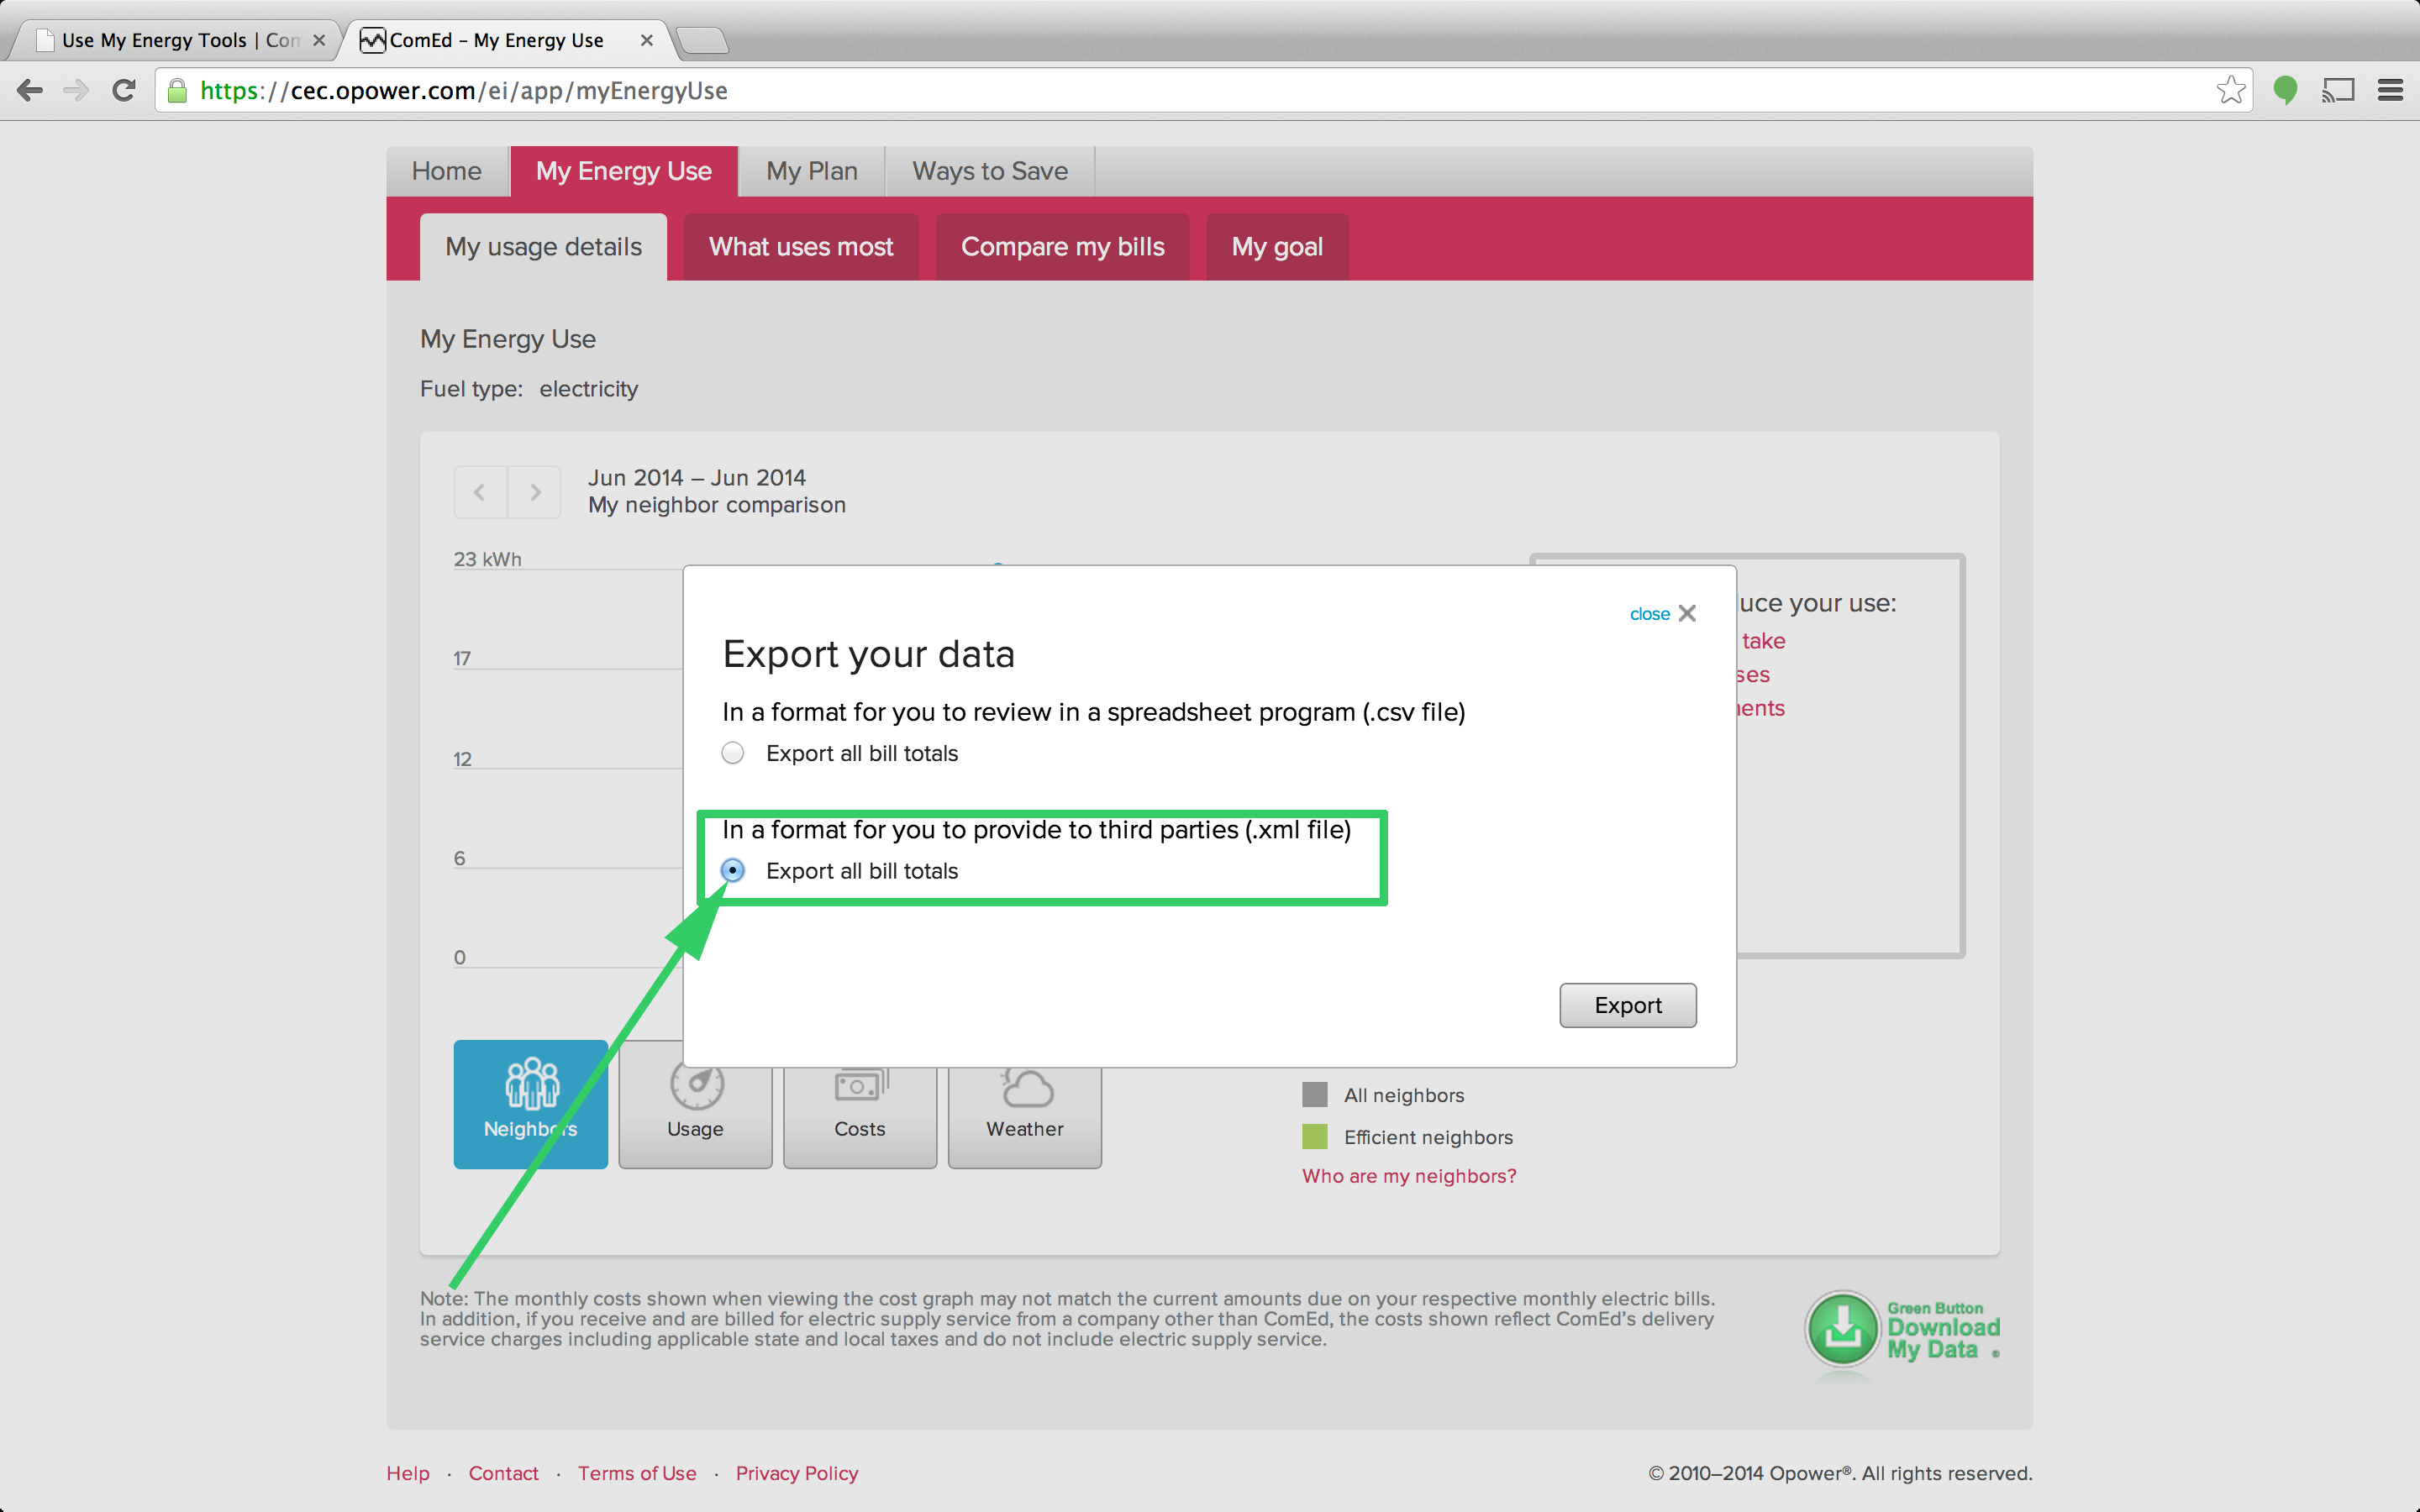 Use My Energy Tools | Com
ComEd – My Energy Use
https://cec.opower.com/ei/app/myEnergyUse
Home
My Energy Use
My Plan
Ways to Save
My usage details
What uses most
Compare my bills
My goal
My Energy Use
Fuel type: electricity
Jun 2014 – Jun 2014
My neighbor comparison
23 kWh
17
12
6
0
close
Export your data
In a format for you to review in a spreadsheet program (.csv file)
Export all bill totals
In a format for you to provide to third parties (.xml file)
Export all bill totals
Export
uce your use:
take
ses
ents
Neighbors
Usage
Costs
Weather
All neighbors
Efficient neighbors
Who are my neighbors?
Note: The monthly costs shown when viewing the cost graph may not match the current amounts due on your respective monthly electric bills.
In addition, if you receive and are billed for electric supply service from a company other than ComEd, the costs shown reflect ComEd's delivery
service charges including applicable state and local taxes and do not include electric supply service.
Green Button
Download
My Data
Help · Contact · Terms of Use · Privacy Policy
© 2010–2014 Opower®. All rights reserved.